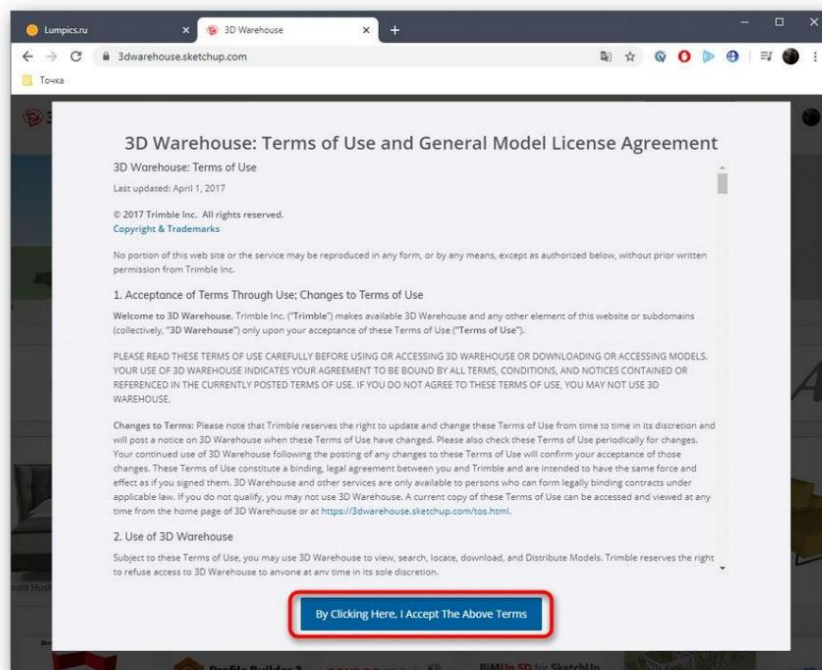 Lumpics.ru
3D Warehouse
3dwarehouse.sketchup.com
Точка
3D Warehouse: Terms of Use and General Model License Agreement
3D Warehouse: Terms of Use
Last updated: April 1, 2017
© 2017 Trimble Inc. All rights reserved.
Copyright & Trademarks
No portion of this web site or the service may be reproduced in any form, or by any means, except as authorized below, without prior written
permission from Trimble Inc.
1. Acceptance of Terms Through Use; Changes to Terms of Use
Welcome to 3D Warehouse. Trimble Inc. ("Trimble") makes available 3D Warehouse and any other element of this website or subdomains
(collectively, "3D Warehouse") only upon your acceptance of these Terms of Use ("Terms of Use").
PLEASE READ THESE TERMS OF USE CAREFULLY BEFORE USING OR ACCESSING 3D WAREHOUSE OR DOWNLOADING OR ACCESSING MODELS.
YOUR USE OF 3D WAREHOUSE INDICATES YOUR AGREEMENT TO BE BOUND BY ALL TERMS, CONDITIONS, AND NOTICES CONTAINED OR
REFERENCED IN THE CURRENTLY POSTED TERMS OF USE. IF YOU DO NOT AGREE TO THESE TERMS OF USE, YOU MAY NOT USE 3D
WAREHOUSE.
Changes to Terms: Please note that Trimble reserves the right to update and change these Terms of Use from time to time in its discretion and
will post a notice on 3D Warehouse when these Terms of Use have changed. Please also check these Terms of Use periodically for changes.
Your continued use of 3D Warehouse following the posting of any changes to these Terms of Use will confirm your acceptance of those
changes. These Terms of Use constitute a binding, legal agreement between you and Trimble and are intended to have the same force and
effect as if you signed them. 3D Warehouse and other services are only available to persons who can form legally binding contracts under
applicable law. If you do not qualify, you may not use 3D Warehouse. A current copy of these Terms of Use can be accessed and viewed at any
time from the home page of 3D Warehouse or at https://3dwarehouse.sketchup.com/tos.html.
2. Use of 3D Warehouse
Subject to these Terms of Use, you may use 3D Warehouse to view, search, locate, download, and Distribute Models. Trimble reserves the right
to refuse access to 3D Warehouse to anyone at any time in its sole discretion.
By Clicking Here, I Accept The Above Terms
Profile Builder 3
BIMUp 5D for SketchUp